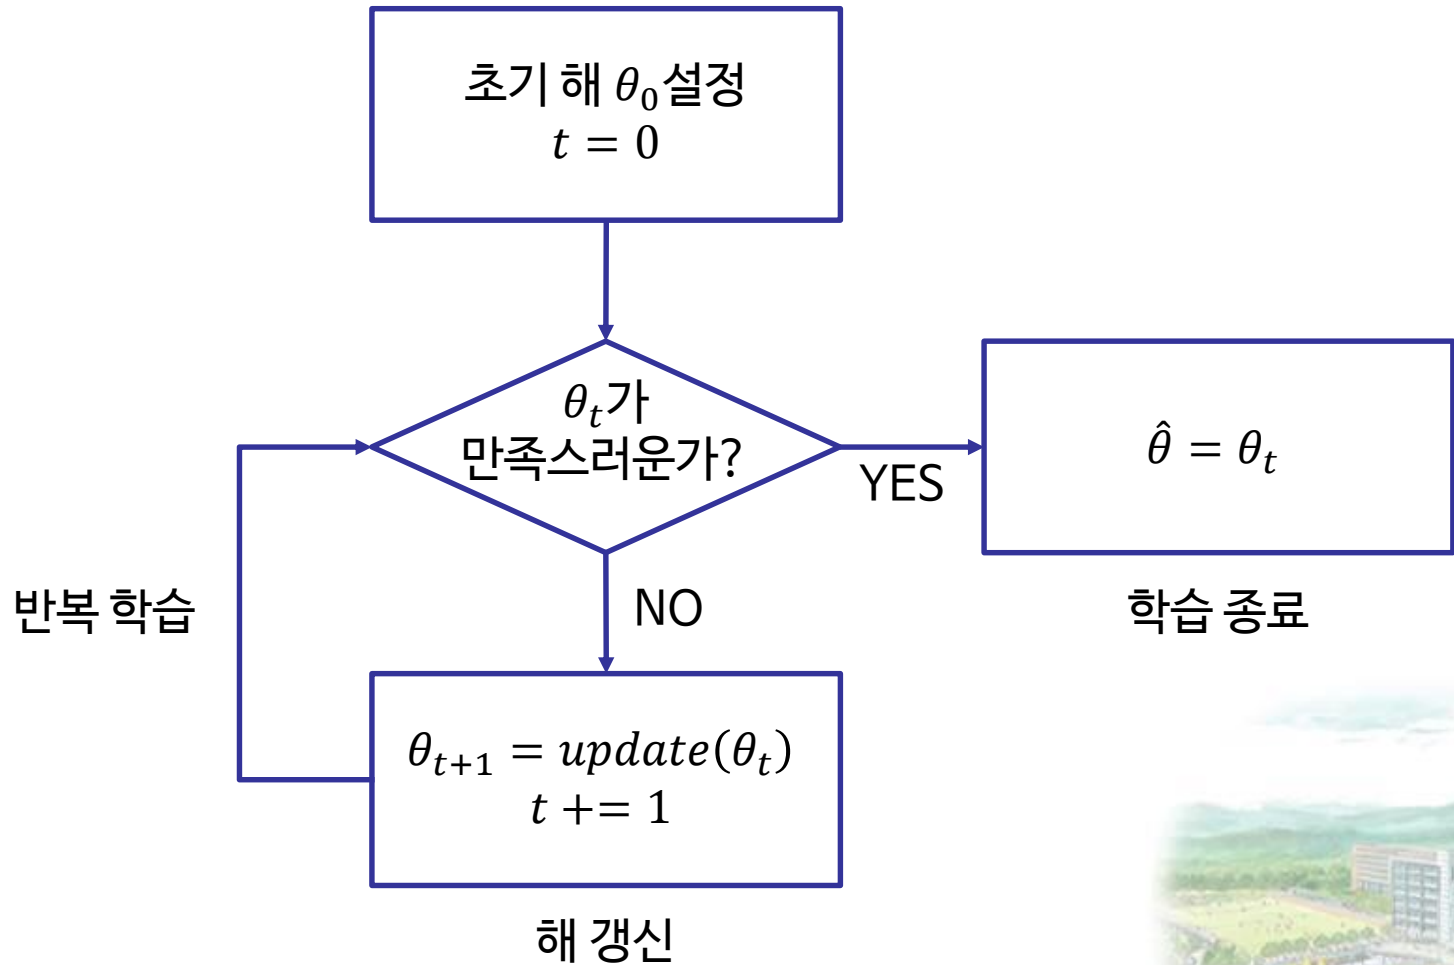 초기 해 θ₀설정
t = 0
θₜ가
만족스러운가?
YES
θ̂ = θₜ
반복 학습
NO
학습 종료
θₜ₊₁ = update(θₜ)
t += 1
해 갱신